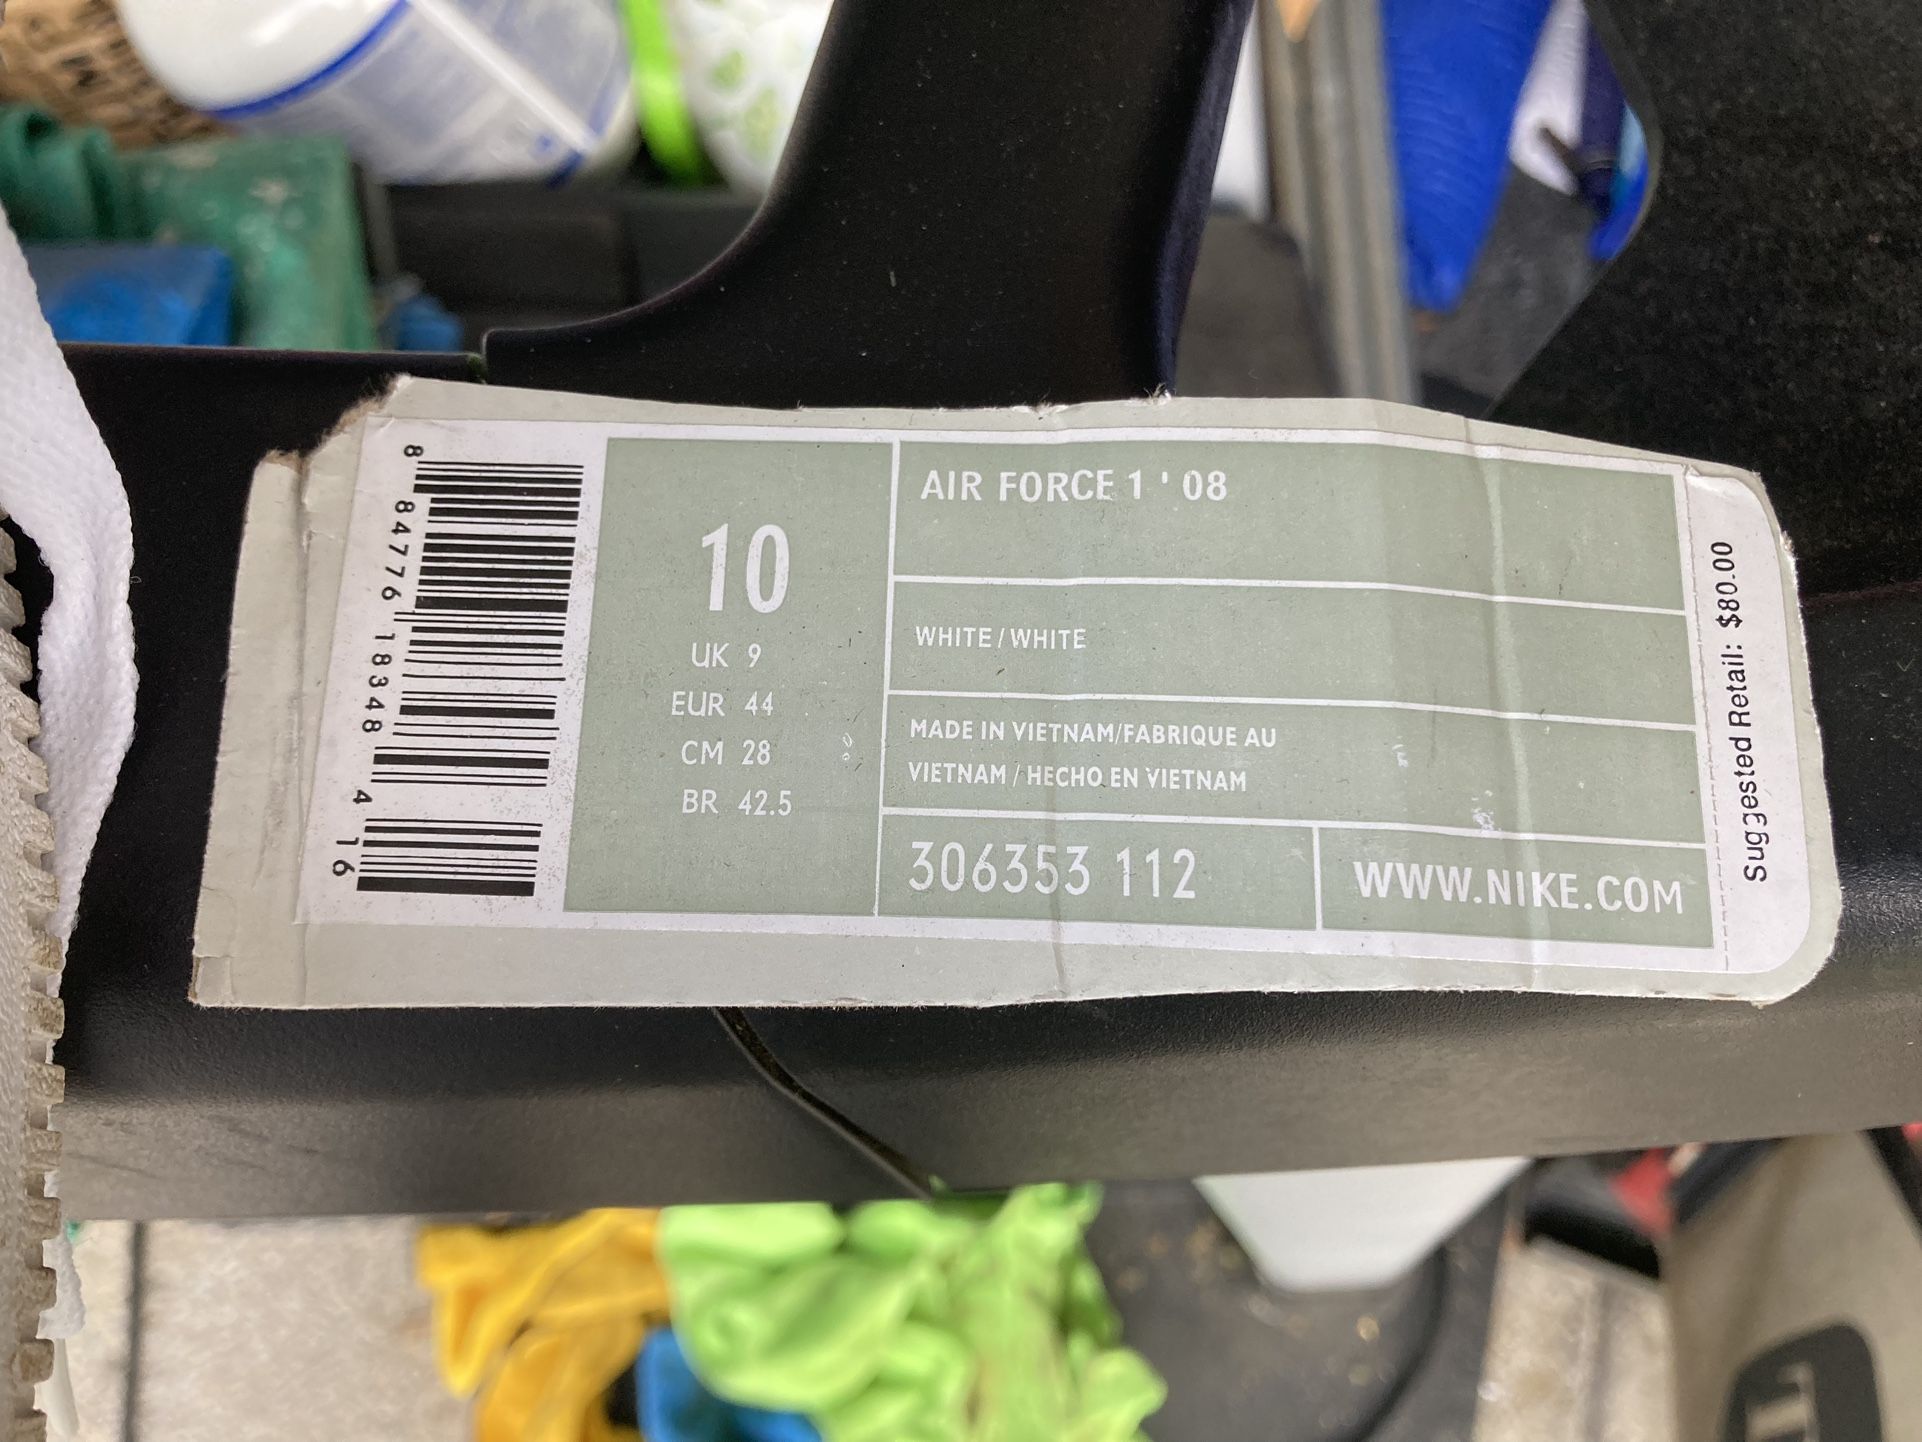 8 84776 18348 4 16
10
UK 9
EUR 44
CM 28
BR 42.5
AIR FORCE 1 ' 08
WHITE / WHITE
MADE IN VIETNAM/FABRIQUE AU
VIETNAM / HECHO EN VIETNAM
306353 112
WWW.NIKE.COM
Suggested Retail: $80.00